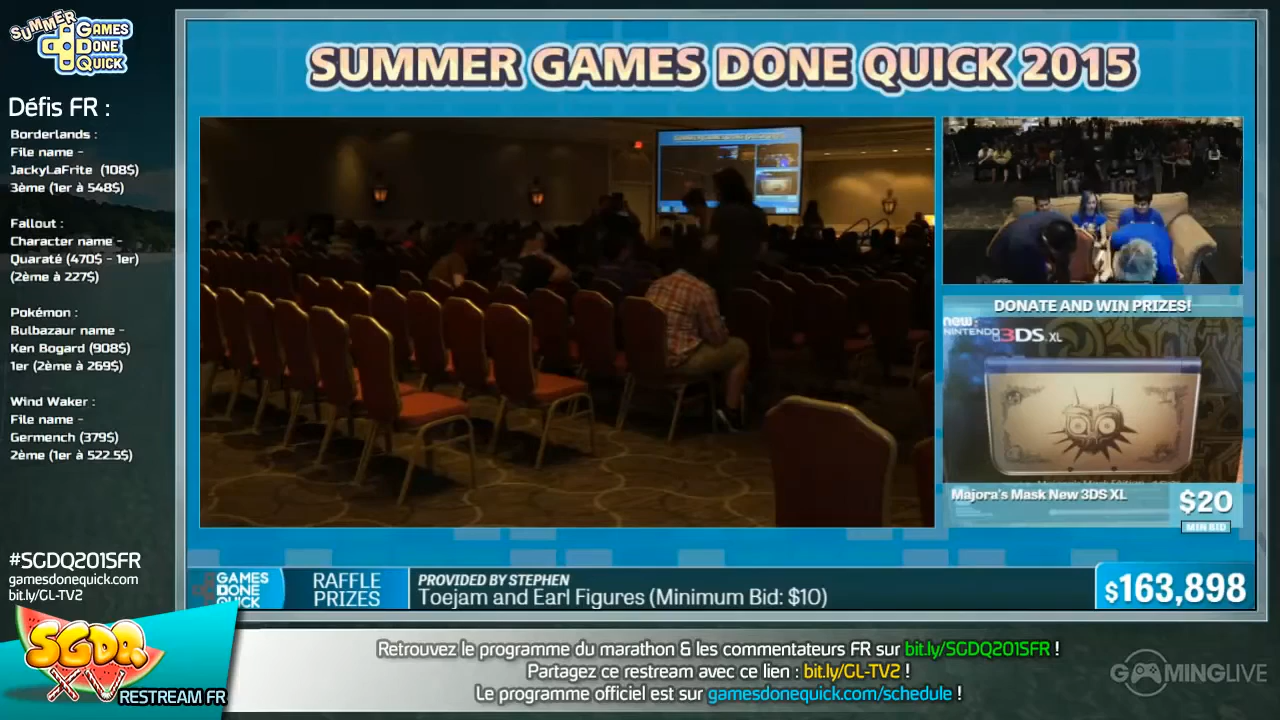 SUMMER
GAMES
DONE
QUICK
SUMMER GAMES DONE QUICK 2015
Défis FR :
Borderlands :
File name -
JackyLaFrite (108$)
3ème (1er à 548$)
Fallout :
Character name -
Quaraté (470$ - 1er)
(2ème à 227$)
Pokémon :
Bulbazaur name -
Ken Bogard (908$)
1er (2ème à 269$)
Wind Waker :
File name -
Germench (379$)
2ème (1er à 522.5$)
#SGDQ2015FR
gamesdonequick.com
bit.ly/GL-TV2
DONATE AND WIN PRIZES!
new
NINTENDO
3DS XL
Majora's Mask New 3DS XL
$20
MIN BID
GAMES
DONE
QUICK
RAFFLE
PRIZES
PROVIDED BY STEPHEN
Toejam and Earl Figures (Minimum Bid: $10)
$163,898
SGDQ
XV
RESTREAM FR
Retrouvez le programme du marathon & les commentateurs FR sur bit.ly/SGDQ2015FR !
Partagez ce restream avec ce lien : bit.ly/GL-TV2 !
Le programme officiel est sur gamesdonequick.com/schedule !
GAMINGLIVE